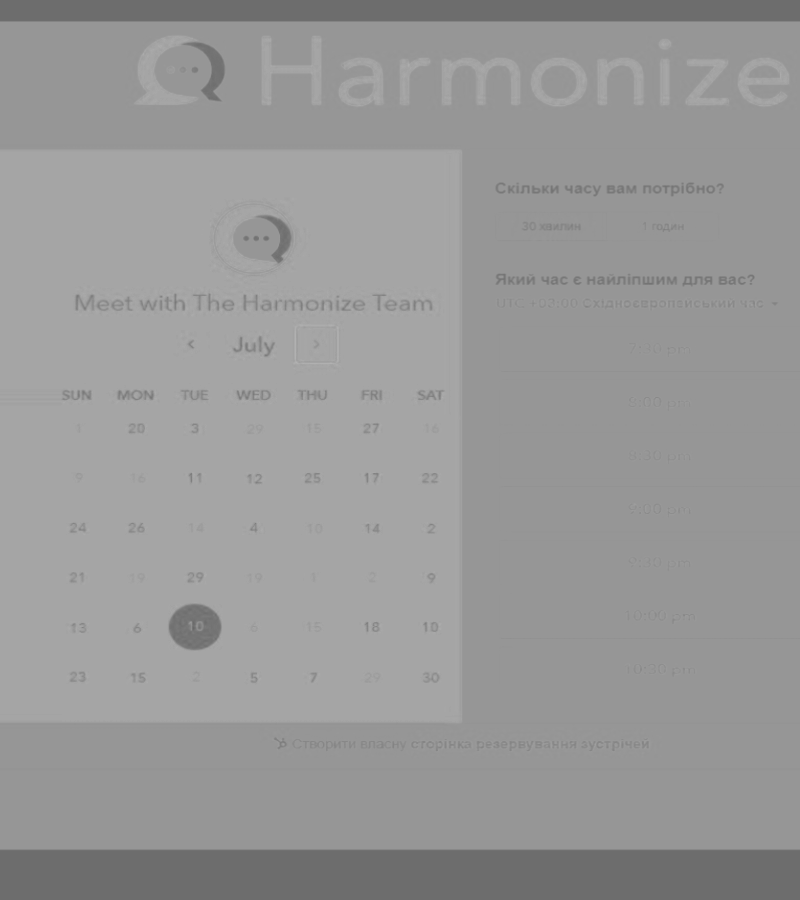 Harmonize
Meet with The Harmonize Team
‹ July ›
SUN MON TUE WED THU FRI SAT
1 20 3 29 15 27 16
9 16 11 12 25 17 22
24 26 14 4 10 14 2
21 19 29 19 1 2 9
13 6 10 6 15 18 10
23 15 2 5 7 29 30
Скільки часу вам потрібно?
30 хвилин 1 годин
Який час є найліпшим для вас?
UTC +03:00 Східноєвропейський час
8:00 pm
8:30 pm
9:00 pm
9:30 pm
10:00 pm
10:30 pm
Створити власну сторінка резервування зустрічей